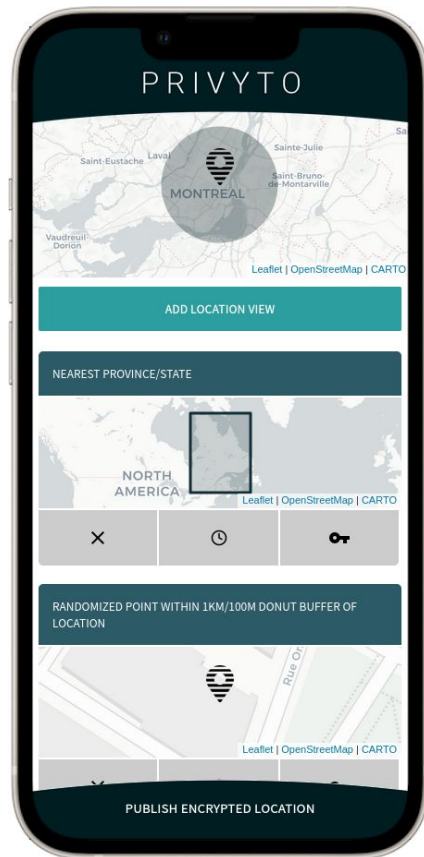 PRIVYTO
Sa
Sainte-Julie
Saint-Eustache
Laval
Saint-Bruno-
de-Montarville
MONTREAL
Vaudreuil-
Dorion
Leaflet | OpenStreetMap | CARTO
ADD LOCATION VIEW
NEAREST PROVINCE/STATE
NORTH
AMERICA
Leaflet | OpenStreetMap | CARTO
RANDOMIZED POINT WITHIN 1KM/100M DONUT BUFFER OF
LOCATION
Rue On
Leaflet | OpenStreetMap | CARTO
PUBLISH ENCRYPTED LOCATION